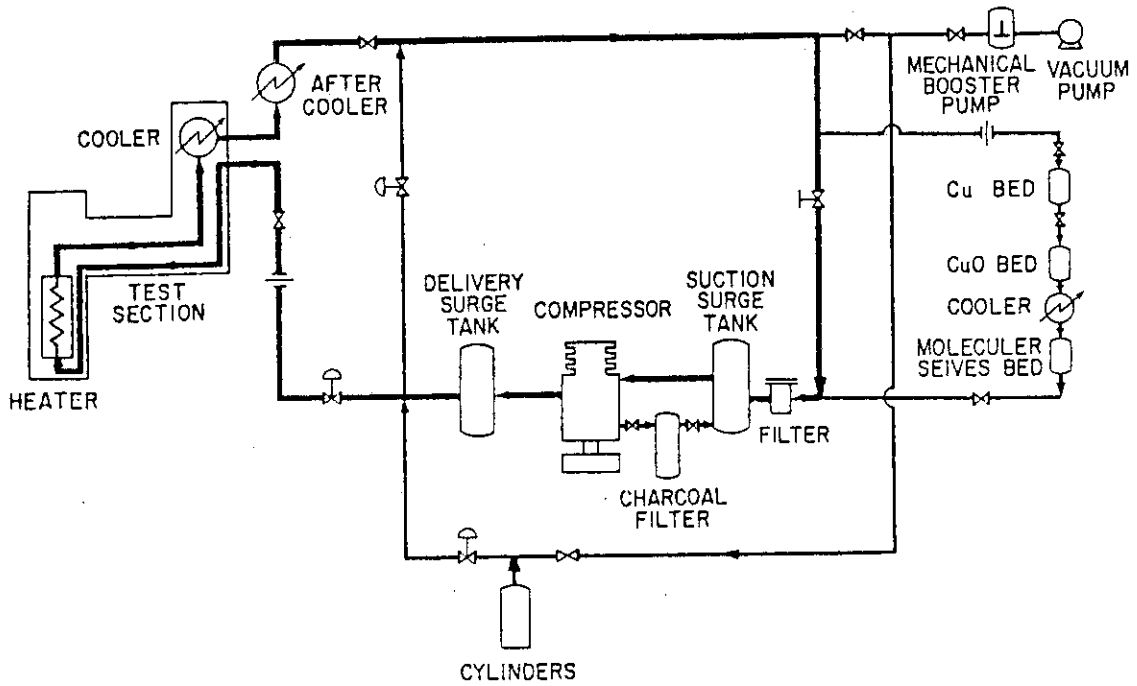 AFTER
COOLER
MECHANICAL
BOOSTER
PUMP
VACUUM
PUMP
COOLER
Cu BED
TEST
SECTION
DELIVERY
SURGE
TANK
COMPRESSOR
SUCTION
SURGE
TANK
CuO BED
COOLER
MOLECULER
SEIVES BED
HEATER
FILTER
CHARCOAL
FILTER
CYLINDERS